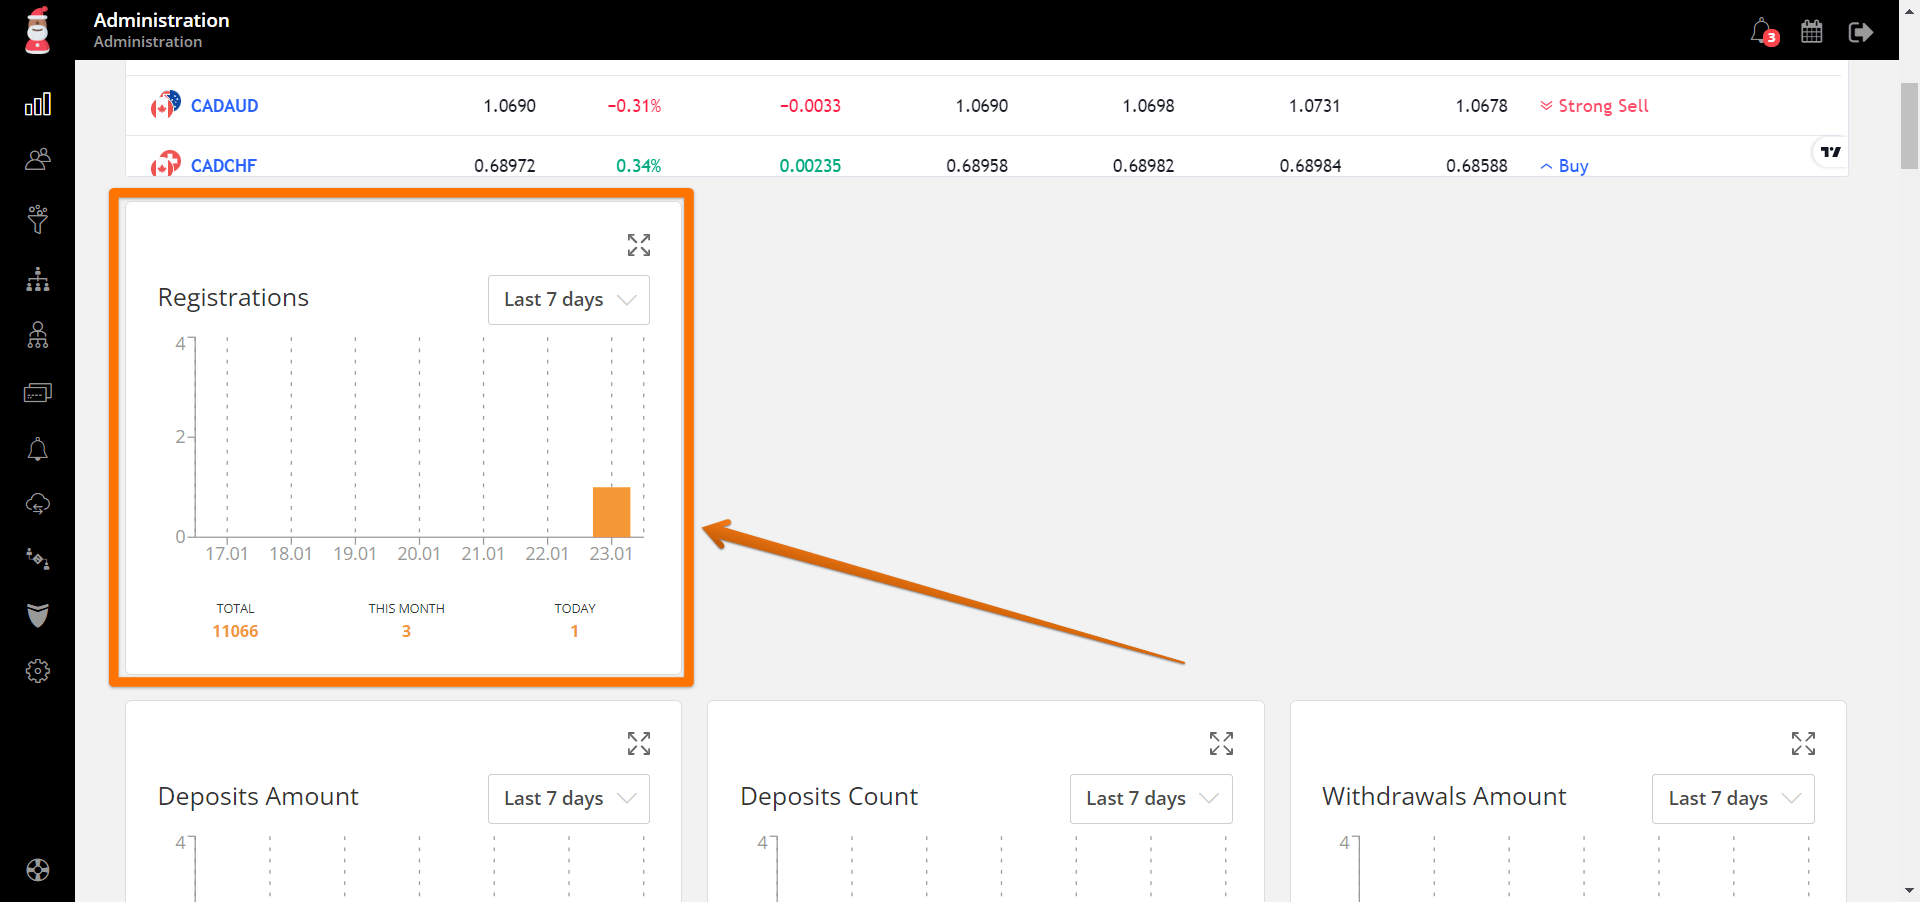 Administration
Administration
3
CADAUD 1.0690 −0.31% −0.0033 1.0690 1.0698 1.0731 1.0678 Strong Sell
CADCHF 0.68972 0.34% 0.00235 0.68958 0.68982 0.68984 0.68588 Buy
Registrations Last 7 days
4
2
0
17.01 18.01 19.01 20.01 21.01 22.01 23.01
TOTAL THIS MONTH TODAY
11066 3 1
Deposits Amount Last 7 days Deposits Count Last 7 days Withdrawals Amount Last 7 days
4 4 4